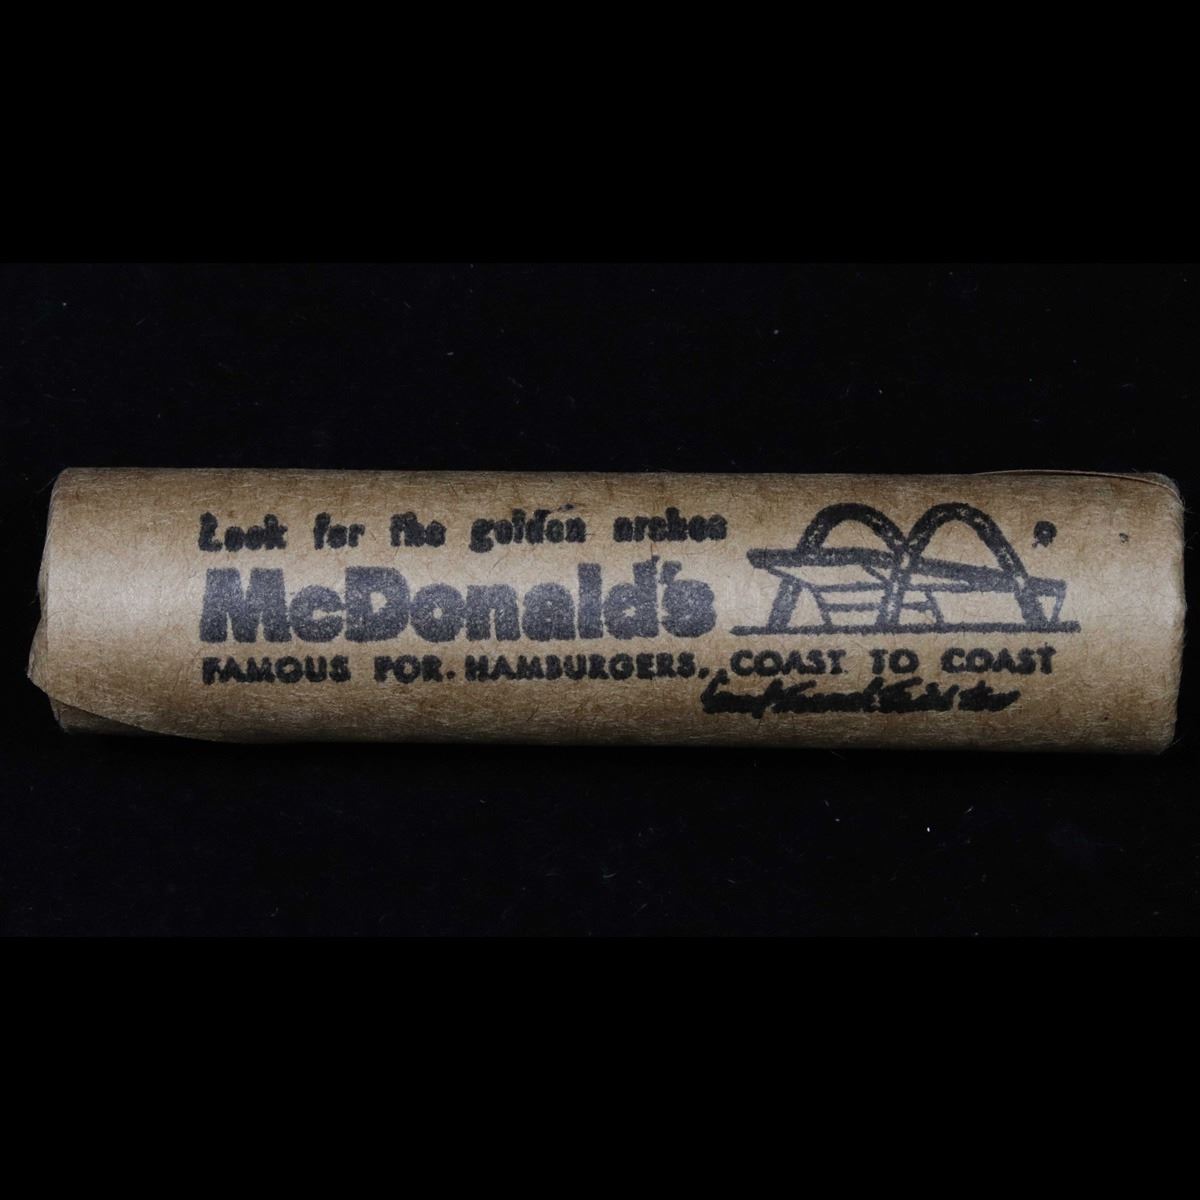 Look for the golden arches
McDonald's
FAMOUS FOR. HAMBURGERS, COAST TO COAST